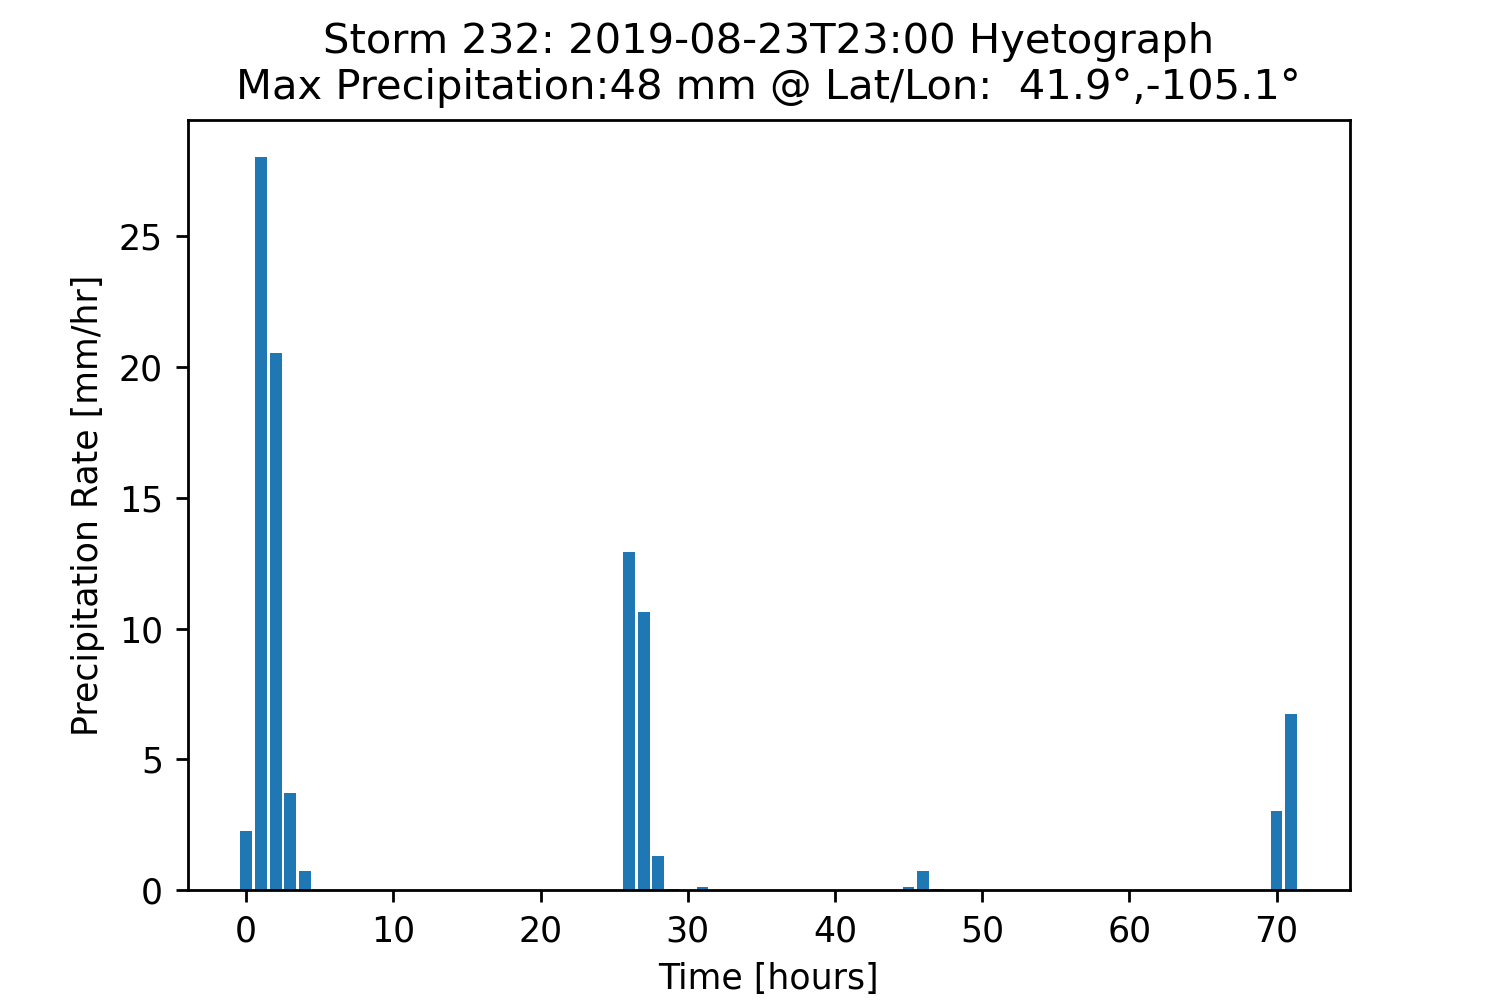 Storm 232: 2019-08-23T23:00 Hyetograph
Max Precipitation:48 mm @ Lat/Lon:  41.9°,-105.1°
Precipitation Rate [mm/hr]
25
20
15
10
5
0
0 10 20 30 40 50 60 70
Time [hours]